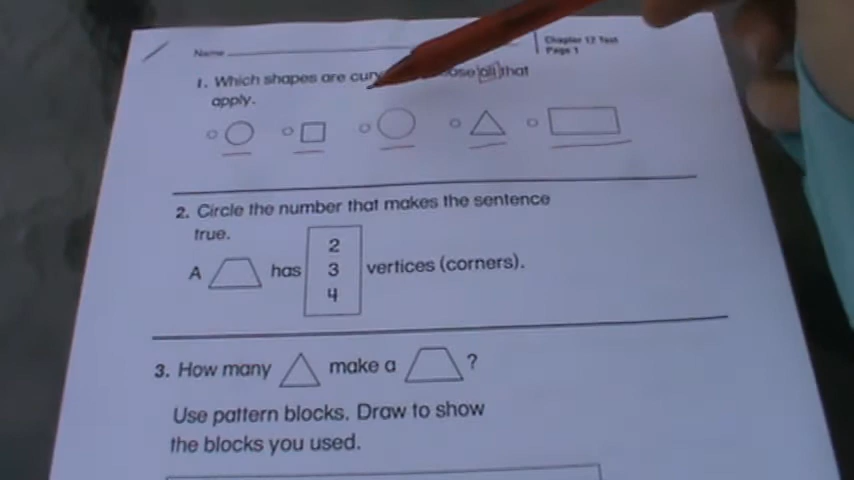 Name
Chapter 12 Test
Page 1
1. Which shapes are all that
apply.
2. Circle the number that makes the sentence
true.
A has 2 3 4 vertices (corners).
3. How many make a ?
Use pattern blocks. Draw to show
the blocks you used.